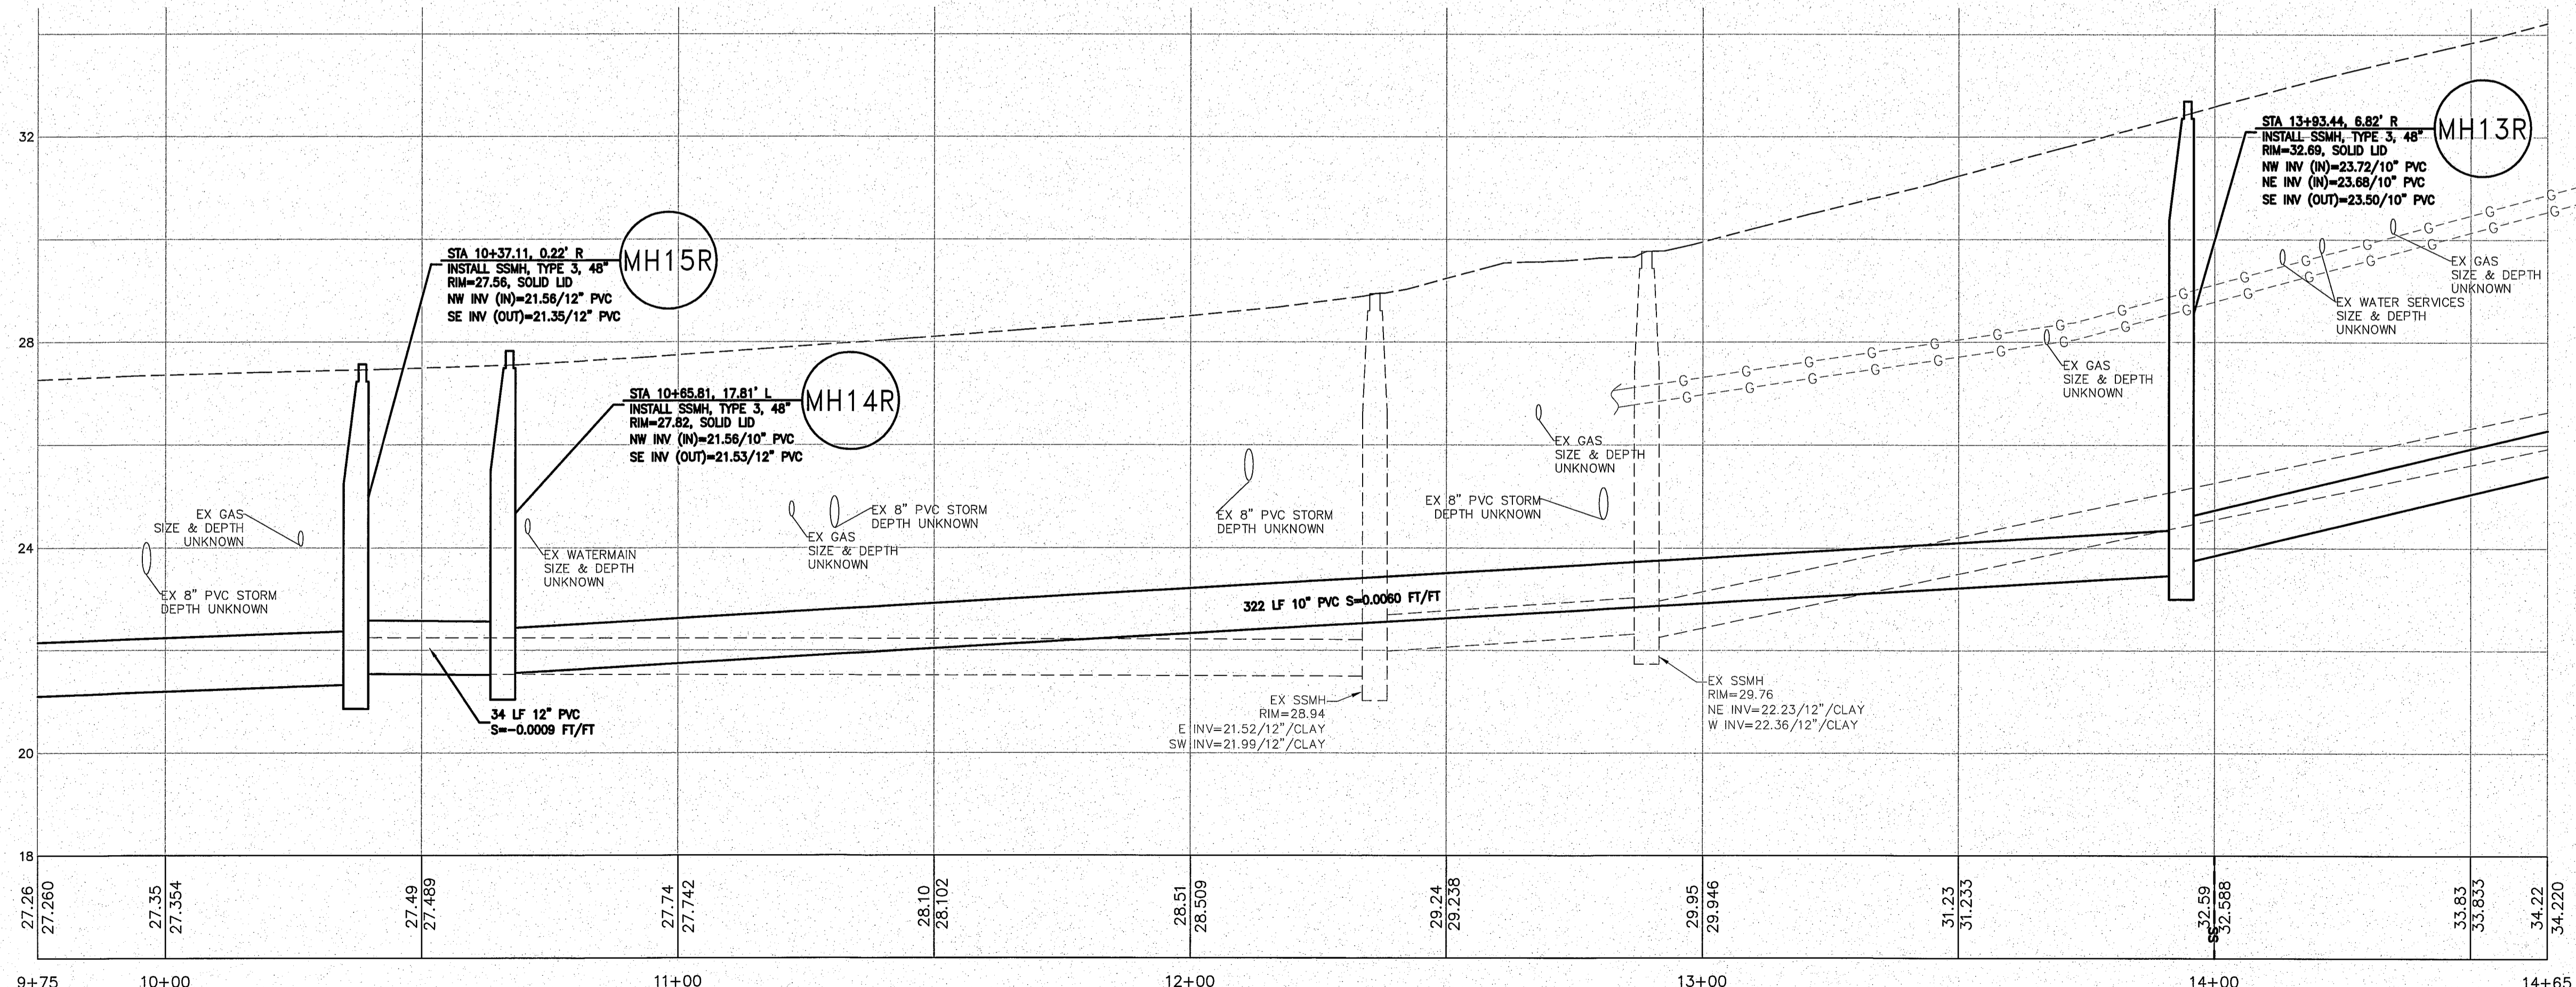 32
28
24
20
18
STA 10+37.11, 0.22' R
INSTALL SSMH, TYPE 3, 48"
RIM=27.56, SOLID LID
NW INV (IN)=21.56/12" PVC
SE INV (OUT)=21.35/12" PVC
MH15R
STA 10+65.81, 17.81' L
INSTALL SSMH, TYPE 3, 48"
RIM=27.82, SOLID LID
NW INV (IN)=21.56/10" PVC
SE INV (OUT)=21.53/12" PVC
MH14R
STA 13+93.44, 6.82' R
INSTALL SSMH, TYPE 3, 48"
RIM=32.69, SOLID LID
NW INV (IN)=23.72/10" PVC
NE INV (IN)=23.68/10" PVC
SE INV (OUT)=23.50/10" PVC
MH13R
EX GAS
SIZE & DEPTH
UNKNOWN
EX 8" PVC STORM
DEPTH UNKNOWN
EX WATERMAIN
SIZE & DEPTH
UNKNOWN
EX GAS
SIZE & DEPTH
UNKNOWN
EX 8" PVC STORM
DEPTH UNKNOWN
EX 8" PVC STORM
DEPTH UNKNOWN
EX GAS
SIZE & DEPTH
UNKNOWN
EX 8" PVC STORM
DEPTH UNKNOWN
EX GAS
SIZE & DEPTH
UNKNOWN
EX WATER SERVICES
SIZE & DEPTH
UNKNOWN
EX GAS
SIZE & DEPTH
UNKNOWN
G G G G G G G G G G G G G G G
G G G G G G G G G G G G G G G
34 LF 12" PVC
S=-0.0009 FT/FT
322 LF 10" PVC S=0.0060 FT/FT
EX SSMH
RIM=28.94
E INV=21.52/12"/CLAY
SW INV=21.99/12"/CLAY
EX SSMH
RIM=29.76
NE INV=22.23/12"/CLAY
W INV=22.36/12"/CLAY
27.26
27.260
27.35
27.354
27.49
27.489
27.74
27.742
28.10
28.102
28.51
28.509
29.24
29.238
29.95
29.946
31.23
31.233
32.59
32.588
SS
33.83
33.833
34.22
34.220
9+75
10+00
11+00
12+00
13+00
14+00
14+65